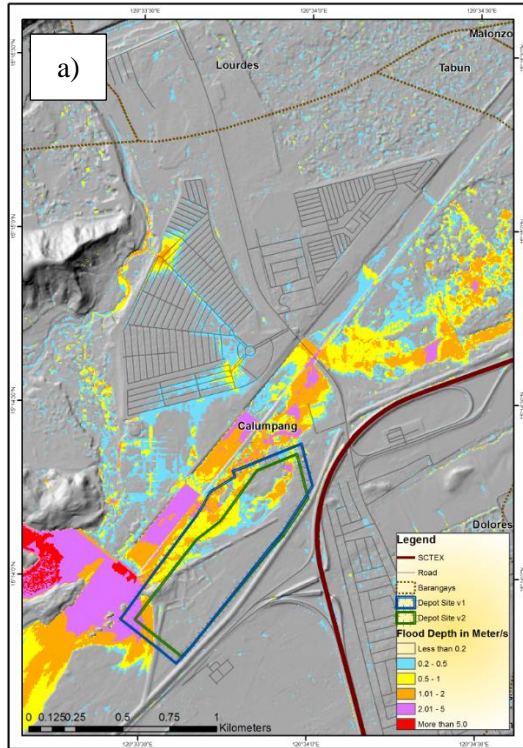 a)
120°33'30"E
120°34'0"E
120°34'30"E
Malonzo
Lourdes
Tabun
Calumpang
Dolores
Legend
SCTEX
Road
Barangays
Depot Site v1
Depot Site v2
Flood Depth in Meter/s
Less than 0.2
0.2 - 0.5
0.5 - 1
1.01 - 2
2.01 - 5
More than 5.0
0 0.125 0.25 0.5 0.75 1
Kilometers
120°33'30"E
120°34'0"E
120°34'30"E